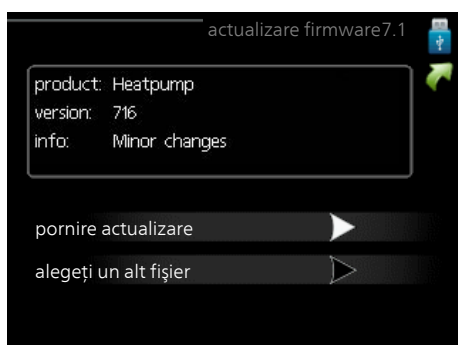 actualizare firmware7.1
product: Heatpump
version: 716
info: Minor changes
pornire actualizare
alegeți un alt fișier